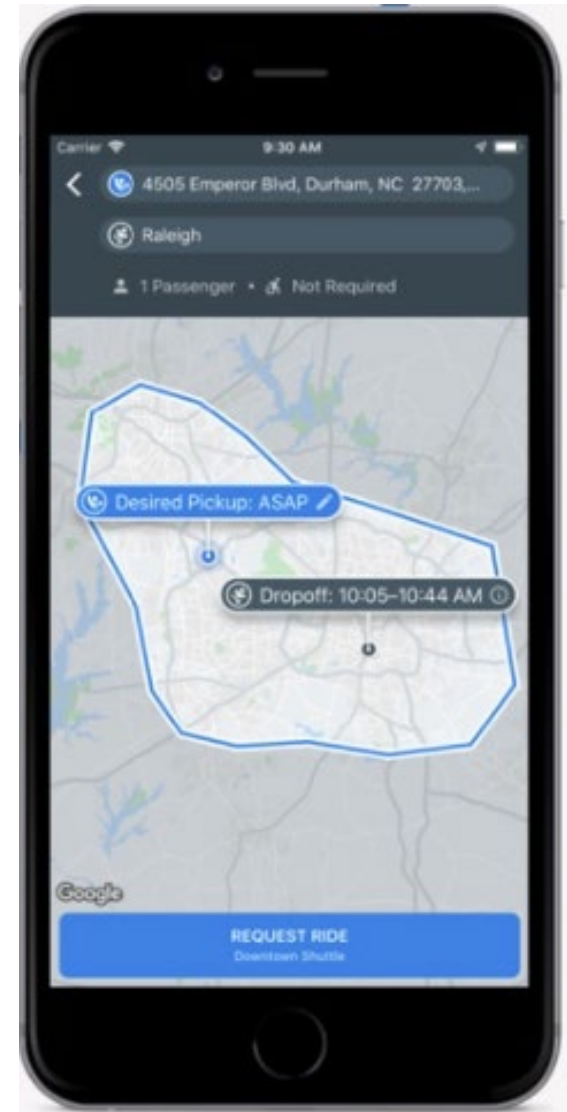 Carrier 9:30 AM
4505 Emperor Blvd, Durham, NC 27703,...
Raleigh
1 Passenger • Not Required
Desired Pickup: ASAP
Dropoff: 10:05–10:44 AM
Google
REQUEST RIDE
Downtown Shuttle